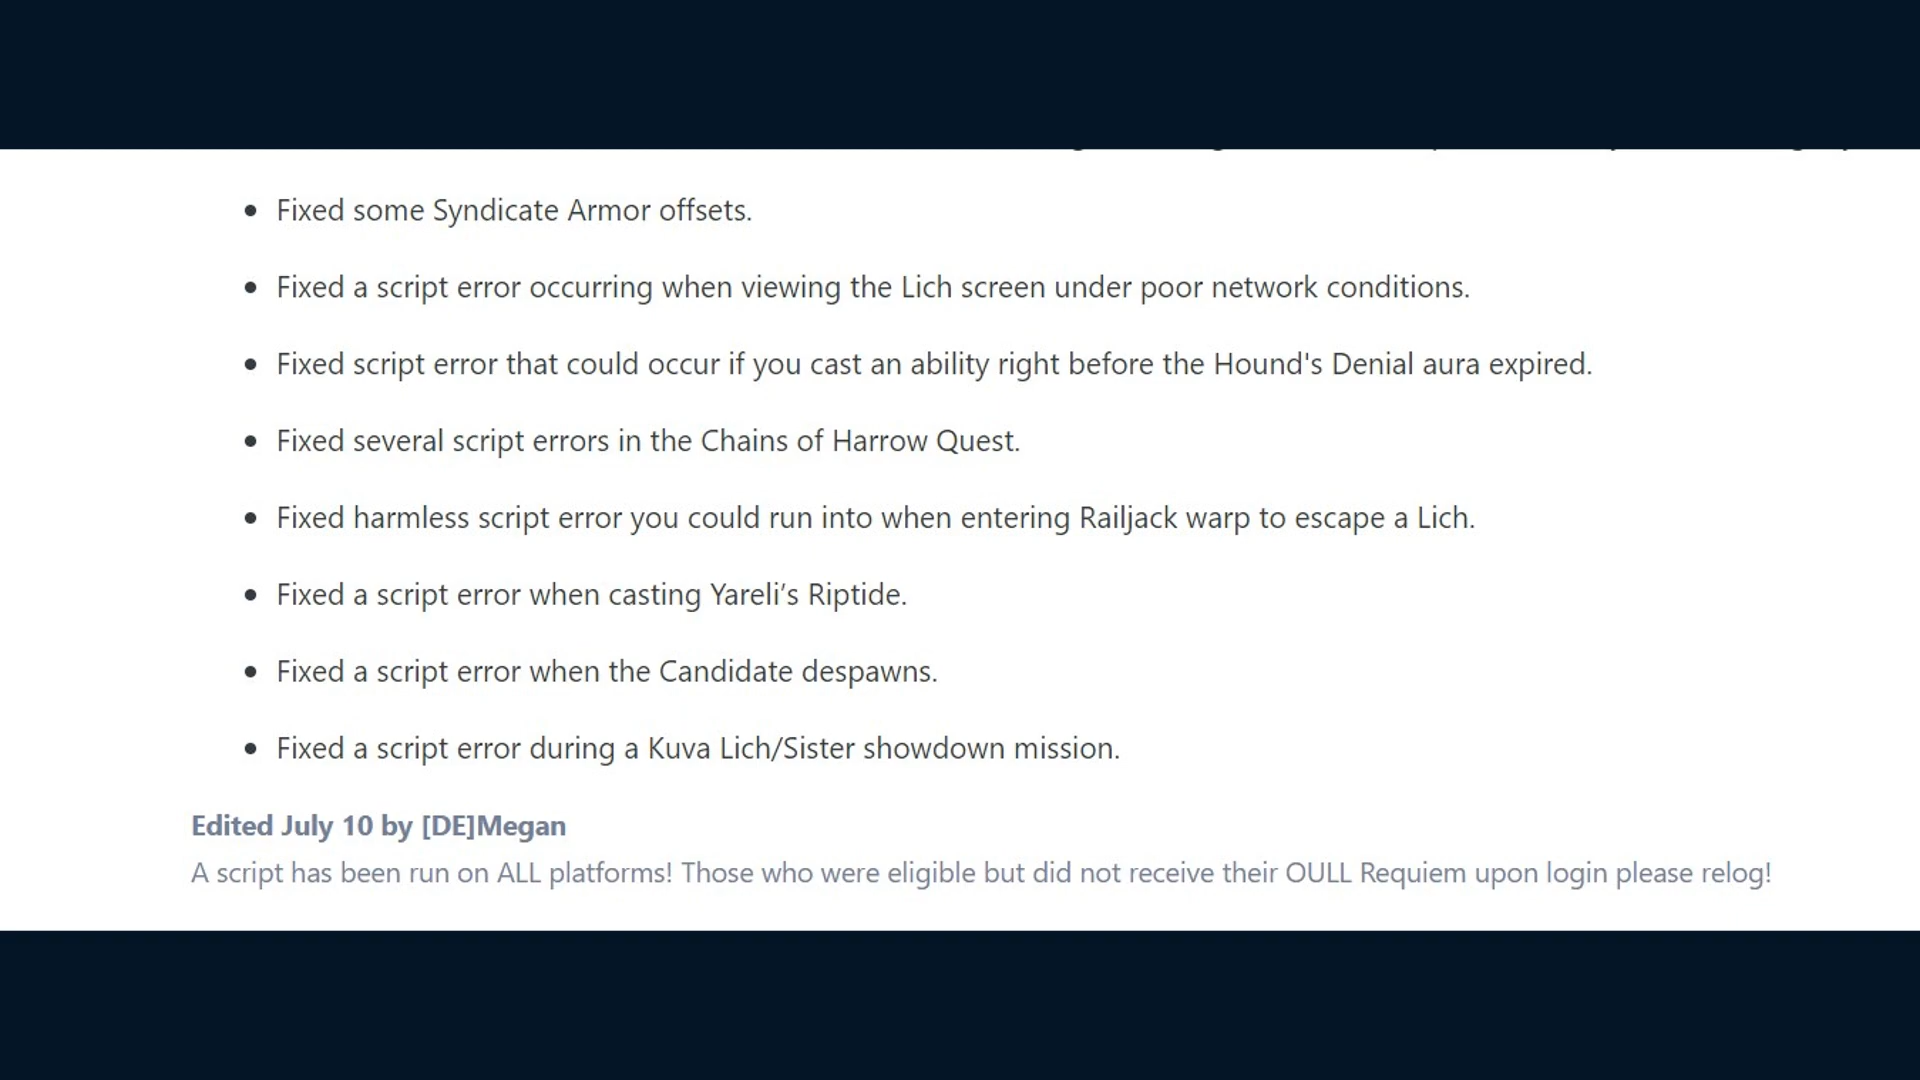 Fixed some Syndicate Armor offsets.
Fixed a script error occurring when viewing the Lich screen under poor network conditions.
Fixed script error that could occur if you cast an ability right before the Hound's Denial aura expired.
Fixed several script errors in the Chains of Harrow Quest.
Fixed harmless script error you could run into when entering Railjack warp to escape a Lich.
Fixed a script error when casting Yareli’s Riptide.
Fixed a script error when the Candidate despawns.
Fixed a script error during a Kuva Lich/Sister showdown mission.
Edited July 10 by [DE]Megan
A script has been run on ALL platforms! Those who were eligible but did not receive their OULL Requiem upon login please relog!